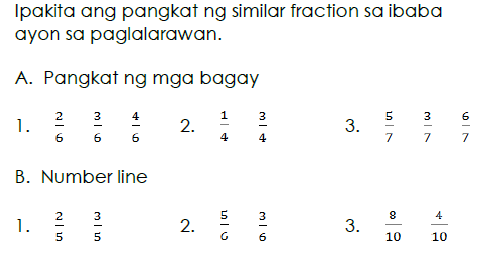 Ipakita ang pangkat ng similar fraction sa ibaba
ayon sa paglalarawan.
A. Pangkat ng mga bagay
1. 2/6 3/6 4/6 2. 1/4 3/4 3. 5/7 3/7 6/7
B. Number line
1. 2/5 3/5 2. 5/6 3/6 3. 8/10 4/10